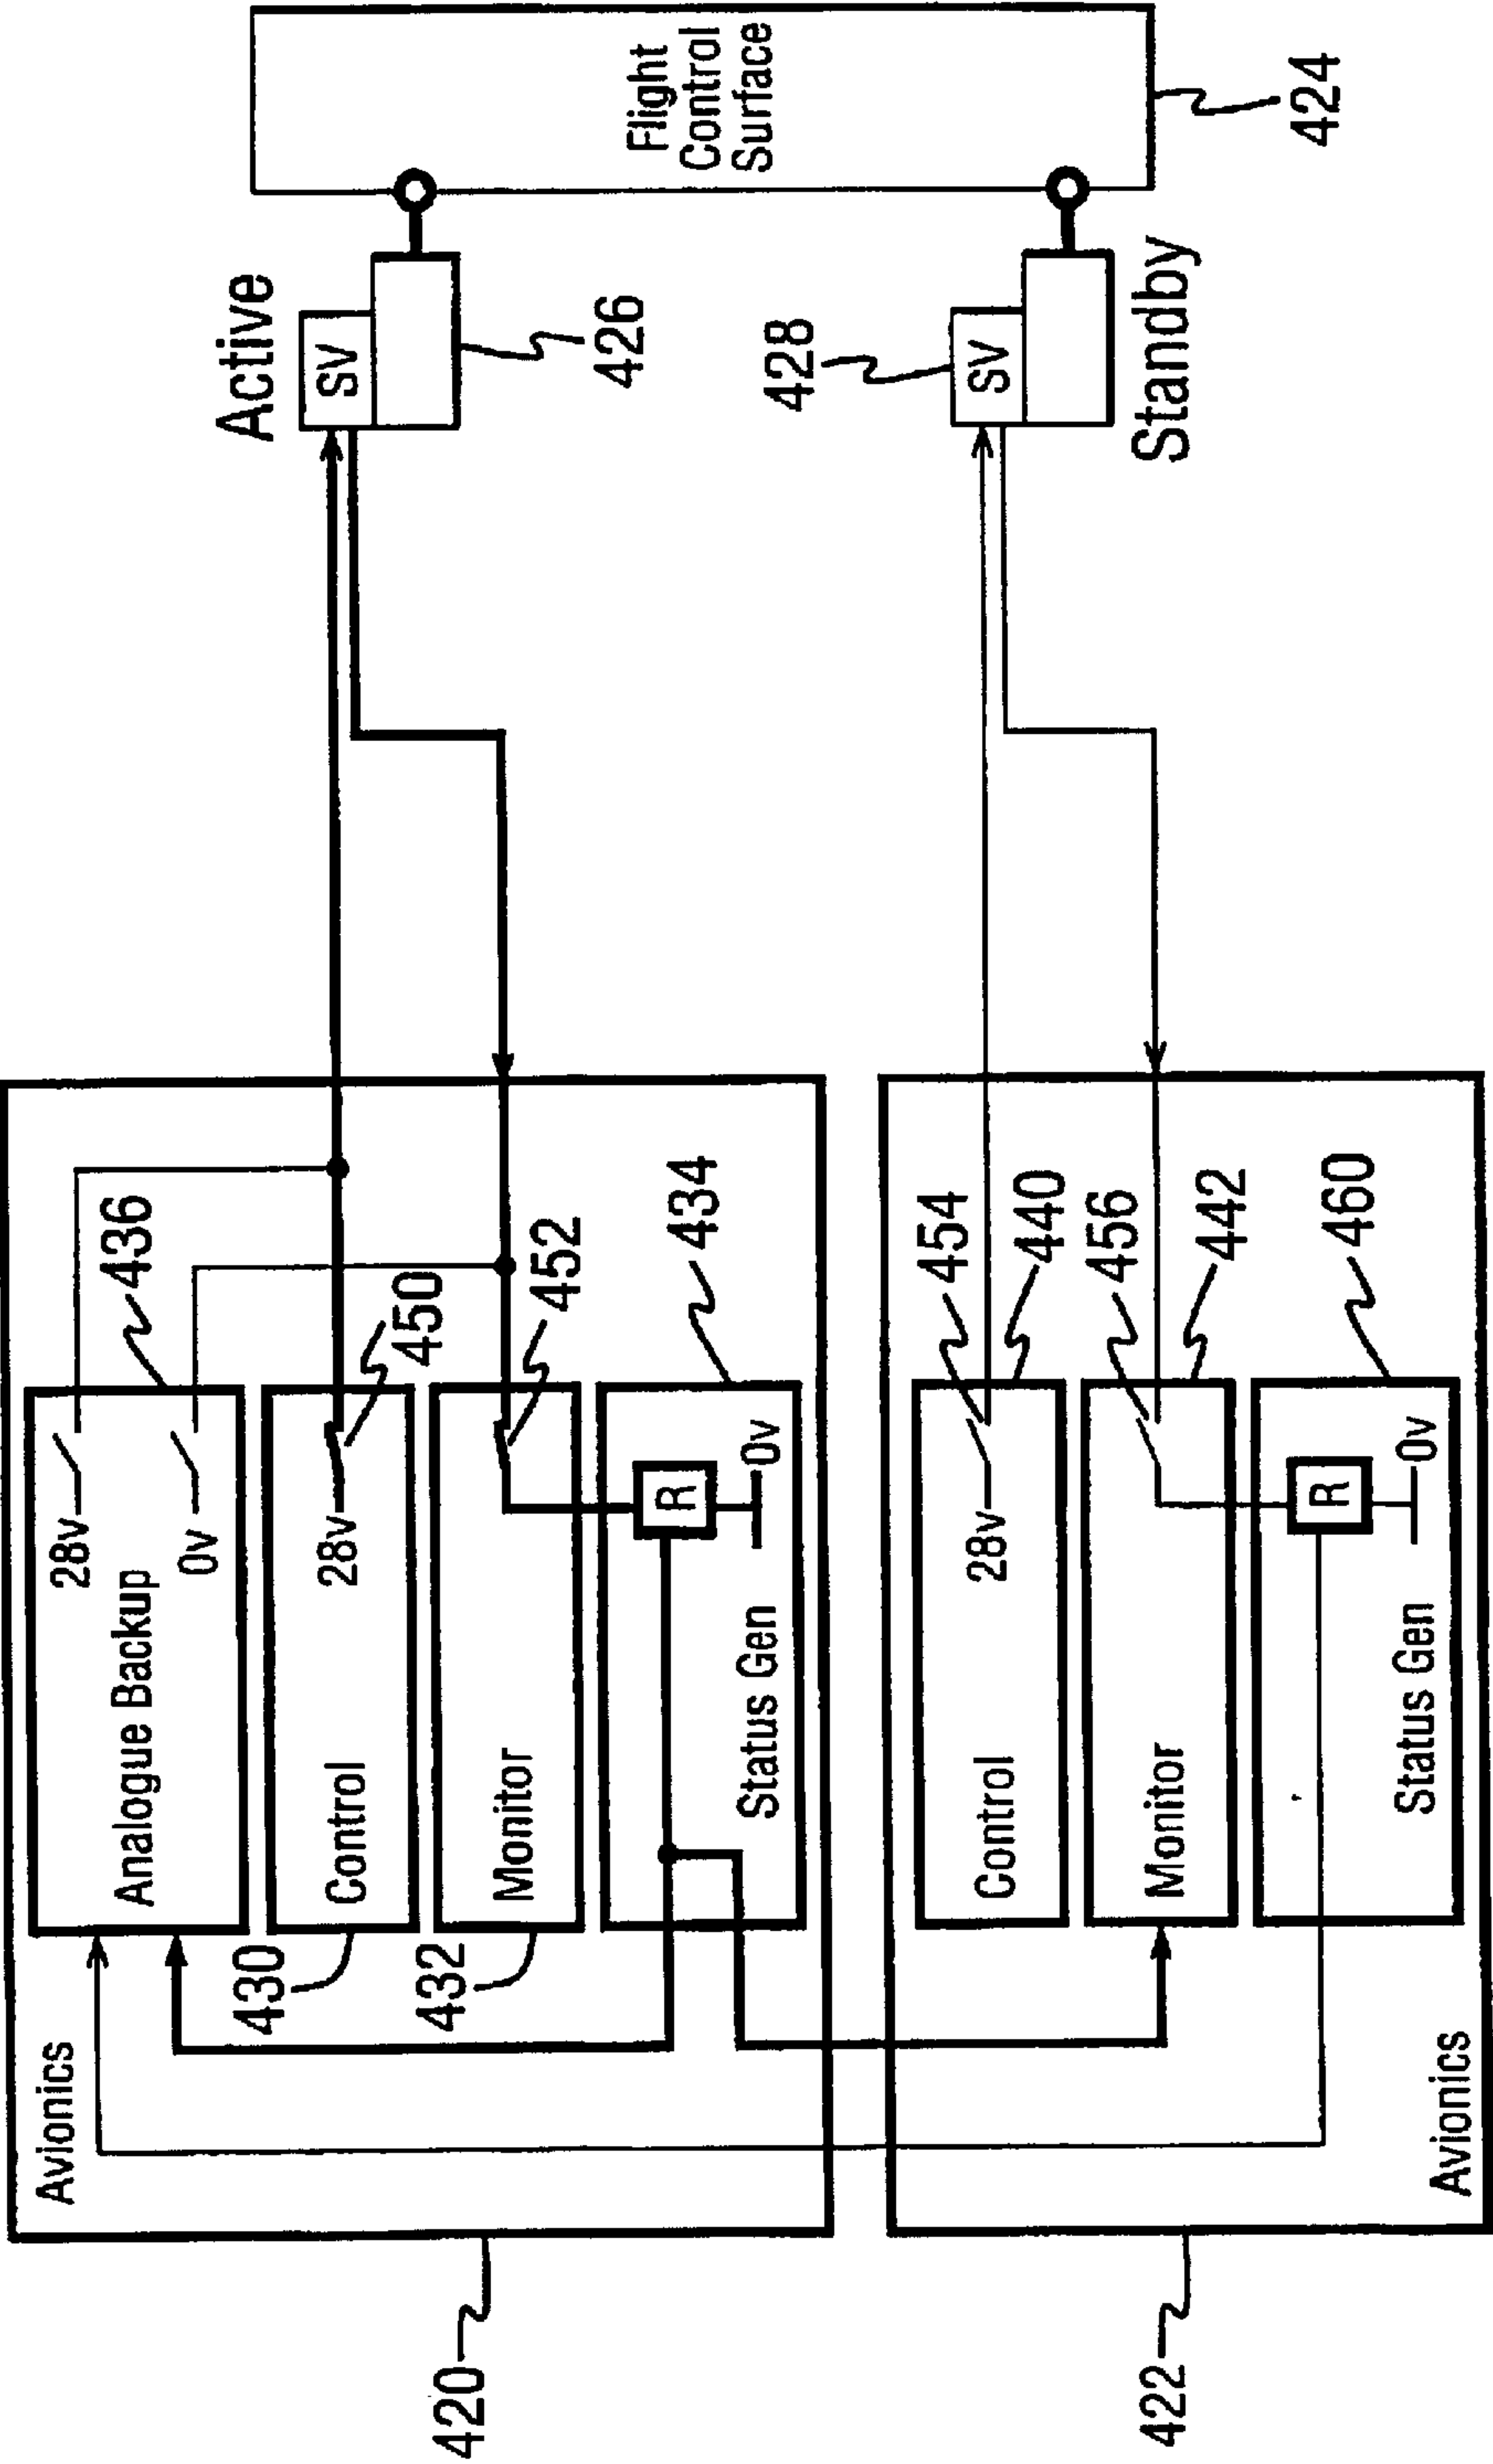 Avionics
420
Analogue Backup
28v
0v
436
430
Control
28v
450
432
Monitor
452
Status Gen
R
0v
434
Active
SV
426
Flight
Control
Surface
424
428
SV
Standby
422
Avionics
Control
28v
454
440
Monitor
456
442
Status Gen
R
0v
460